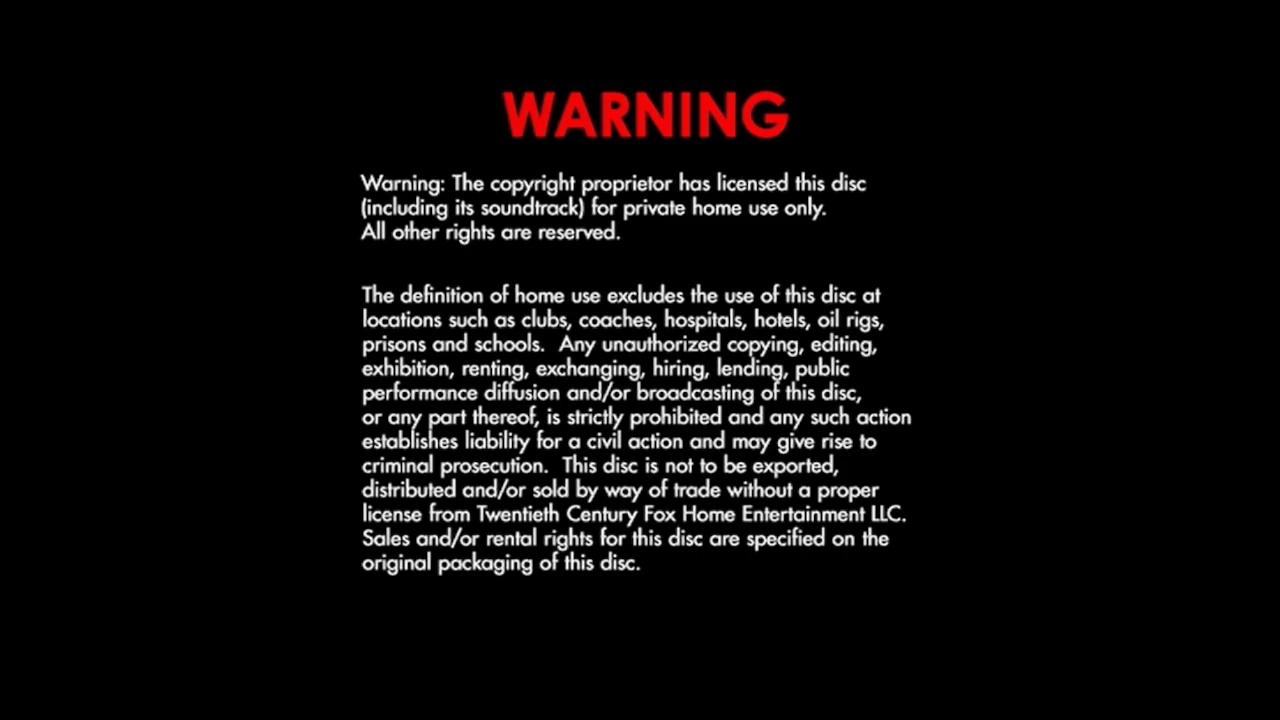 WARNING
Warning: The copyright proprietor has licensed this disc
(including its soundtrack) for private home use only.
All other rights are reserved.
The definition of home use excludes the use of this disc at
locations such as clubs, coaches, hospitals, hotels, oil rigs,
prisons and schools.  Any unauthorized copying, editing,
exhibition, renting, exchanging, hiring, lending, public
performance diffusion and/or broadcasting of this disc,
or any part thereof, is strictly prohibited and any such action
establishes liability for a civil action and may give rise to
criminal prosecution.  This disc is not to be exported,
distributed and/or sold by way of trade without a proper
license from Twentieth Century Fox Home Entertainment LLC.
Sales and/or rental rights for this disc are specified on the
original packaging of this disc.